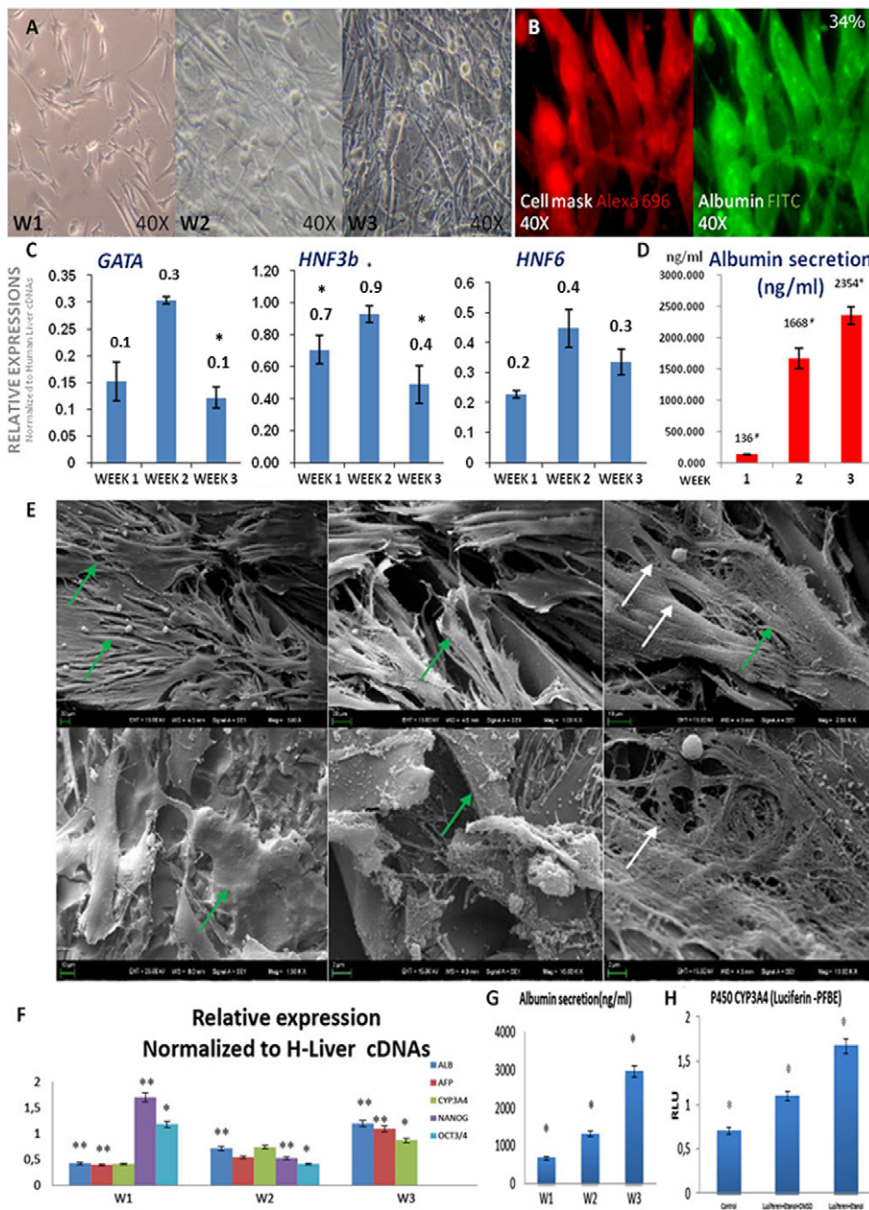 A
W1
40X
W2
40X
W3
40X
B
34%
Cell mask Alexa 696
40X
Albumin FITC
40X
C
GATA
HNF3b
HNF6
RELATIVE EXPRESSIONS
Normalized to Human Liver cDNAs
0.35
0.3
0.25
0.2
0.15
0.1
0.05
0
0.1
0.3
*
0.1
WEEK 1 WEEK 2 WEEK 3
1.20
1.00
0.80
0.60
0.40
0.20
0.00
*
0.7
0.9
*
0.4
WEEK 1 WEEK 2 WEEK 3
0.6
0.5
0.4
0.3
0.2
0.1
0
0.2
0.4
0.3
WEEK 1 WEEK 2 WEEK 3
D
ng/ml
Albumin secretion
(ng/ml)
3000.000
2500.000
2000.000
1500.000
1000.000
500.000
0.000
136*
1668*
2354*
WEEK 1 2 3
E
F
Relative expression
Normalized to H-Liver cDNAs
ALB
AFP
CYP3A4
NANOG
OCT3/4
2
1,5
1
0,5
0
** ** ** *
** ** *
** ** *
W1 W2 W3
G
Albumin secretion(ng/ml)
4000
3000
2000
1000
0
* * *
W1 W2 W3
H
P450 CYP3A4 (Luciferin -PFBE)
RLU
2
1,5
1
0,5
0
* * *
Control